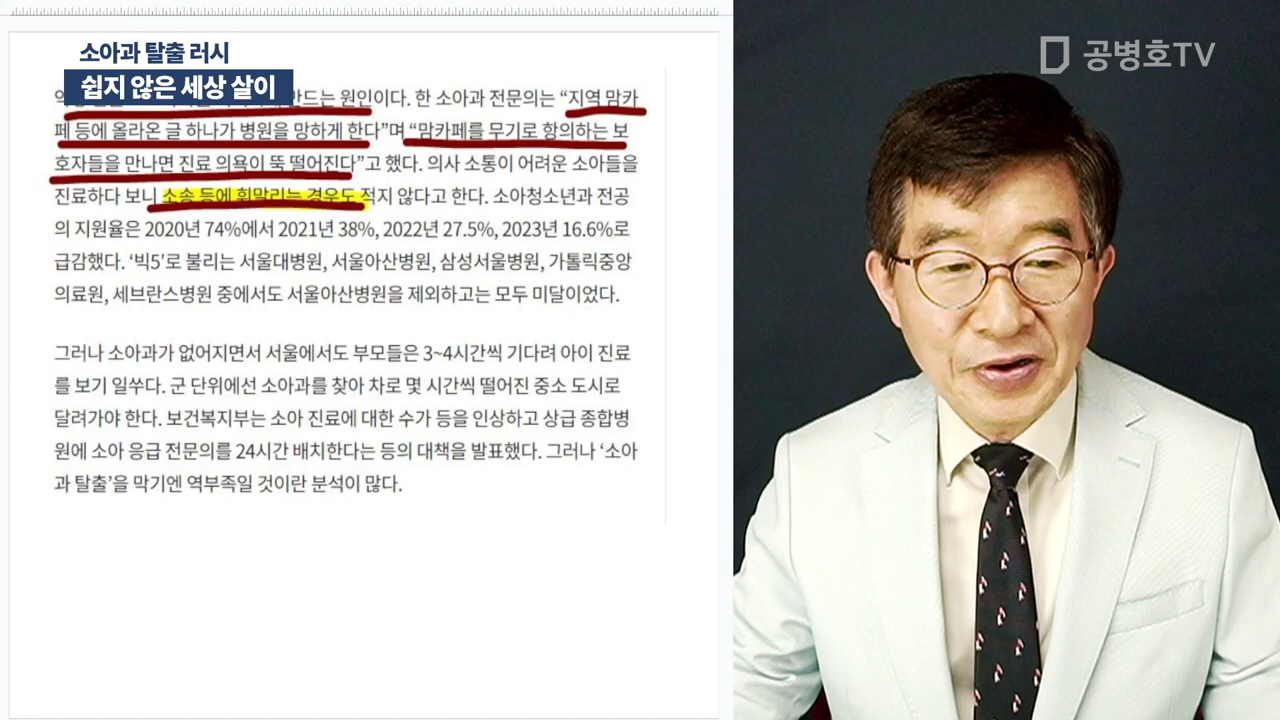 소아과 탈출 러시
쉽지 않은 세상 살이
공병호TV
만드는 원인이다. 한 소아과 전문의는 “지역 맘카
페 등에 올라온 글 하나가 병원을 망하게 한다”며 “맘카페를 무기로 항의하는 보
호자들을 만나면 진료 의욕이 뚝 떨어진다”고 했다. 의사 소통이 어려운 소아들을
진료하다 보니 소송 등에 휘말리는 경우도 적지 않다고 한다. 소아청소년과 전공
의 지원율은 2020년 74%에서 2021년 38%, 2022년 27.5%, 2023년 16.6%로
급감했다. ‘빅5’로 불리는 서울대병원, 서울아산병원, 삼성서울병원, 가톨릭중앙
의료원, 세브란스병원 중에서도 서울아산병원을 제외하고는 모두 미달이었다.
그러나 소아과가 없어지면서 서울에서도 부모들은 3~4시간씩 기다려 아이 진료
를 보기 일쑤다. 군 단위에선 소아과를 찾아 차로 몇 시간씩 떨어진 중소 도시로
달려가야 한다. 보건복지부는 소아 진료에 대한 수가 등을 인상하고 상급 종합병
원에 소아 응급 전문의를 24시간 배치한다는 등의 대책을 발표했다. 그러나 ‘소아
과 탈출’을 막기엔 역부족일 것이란 분석이 많다.